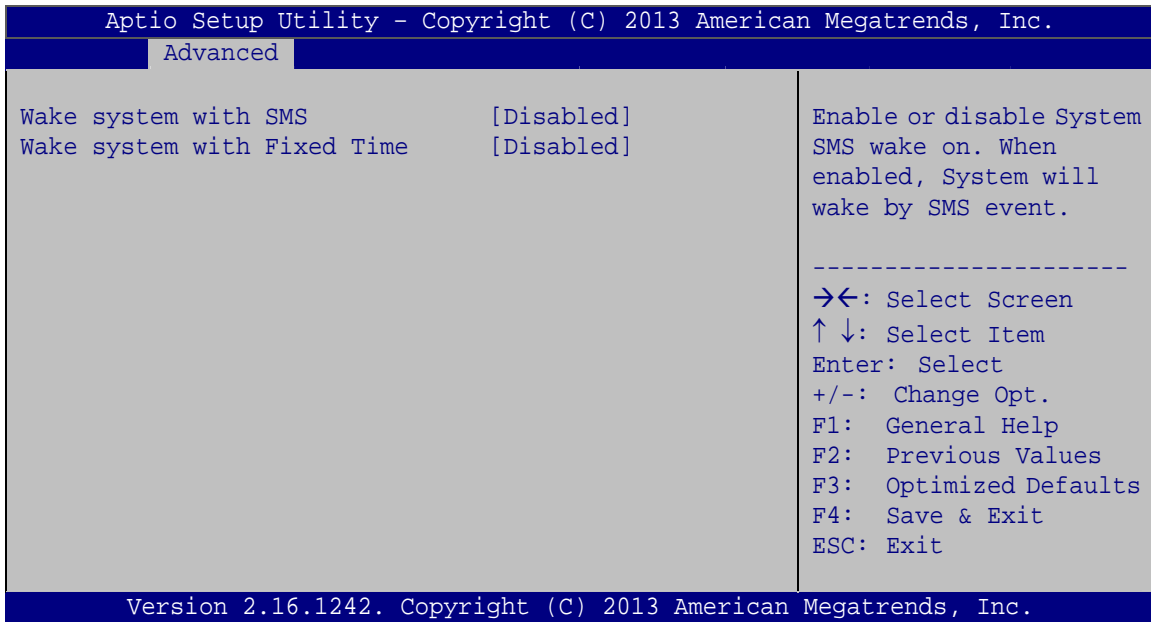 Aptio Setup Utility – Copyright (C) 2013 American Megatrends, Inc.
Advanced
Wake system with SMS [Disabled]
Wake system with Fixed Time [Disabled]
Enable or disable System
SMS wake on. When
enabled, System will
wake by SMS event.
----------------------
→←: Select Screen
↑ ↓: Select Item
Enter: Select
+/-: Change Opt.
F1: General Help
F2: Previous Values
F3: Optimized Defaults
F4: Save & Exit
ESC: Exit
Version 2.16.1242. Copyright (C) 2013 American Megatrends, Inc.